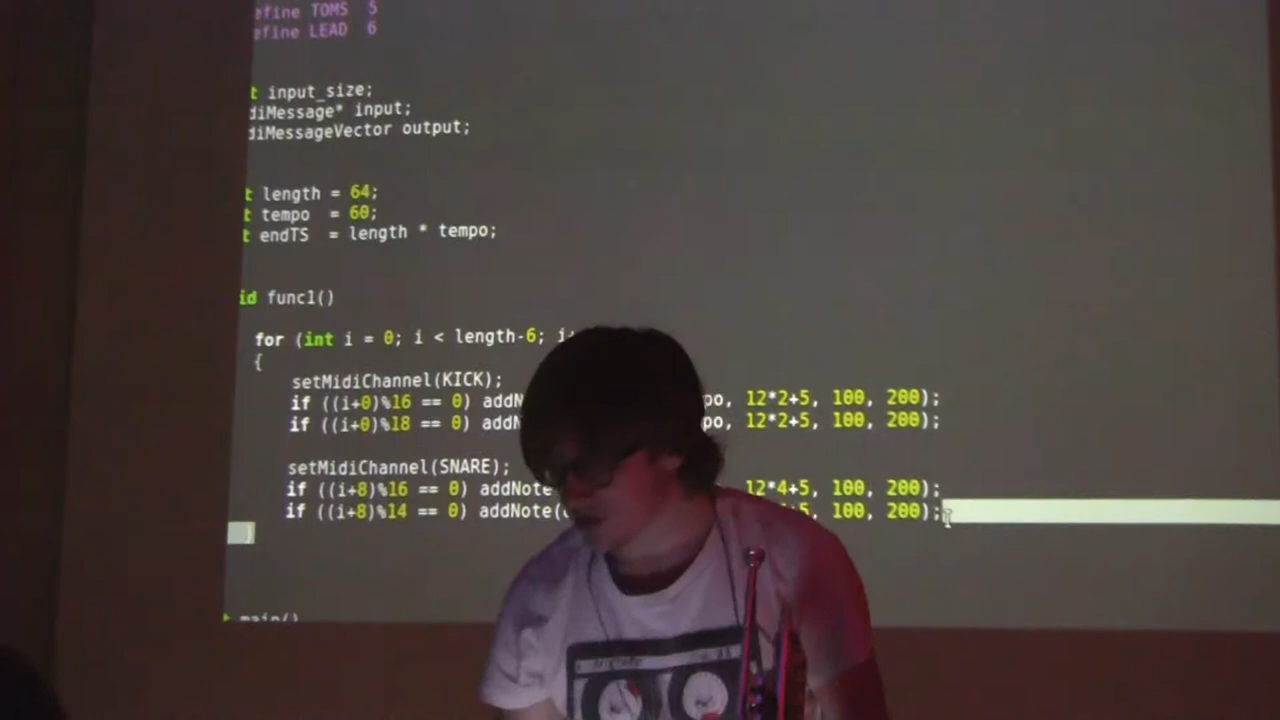 efine TOMS 5
efine LEAD 6
t input_size;
diMessage* input;
diMessageVector output;
t length = 64;
t tempo = 60;
t endTS = length * tempo;
id func1()
for (int i = 0; i < length-6; i
{
setMidiChannel(KICK);
if ((i+0)%16 == 0) addN po, 12*2+5, 100, 200);
if ((i+0)%18 == 0) addN po, 12*2+5, 100, 200);
setMidiChannel(SNARE);
if ((i+8)%16 == 0) addNote 12*4+5, 100, 200);
if ((i+8)%14 == 0) addNote( 5, 100, 200);
t main()